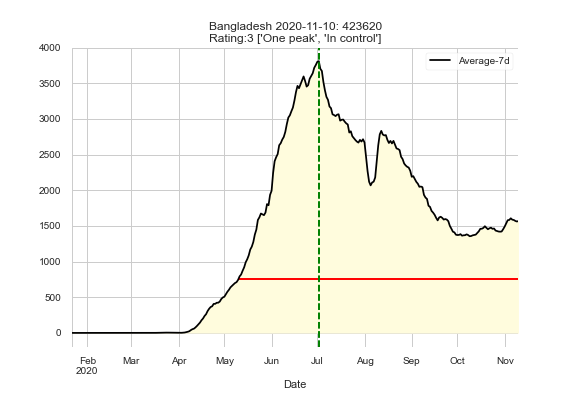 Bangladesh 2020-11-10: 423620
Rating:3 ['One peak', 'In control']
Average-7d
4000
3500
3000
2500
2000
1500
1000
500
0
Feb Mar Apr May Jun Jul Aug Sep Oct Nov
2020
Date